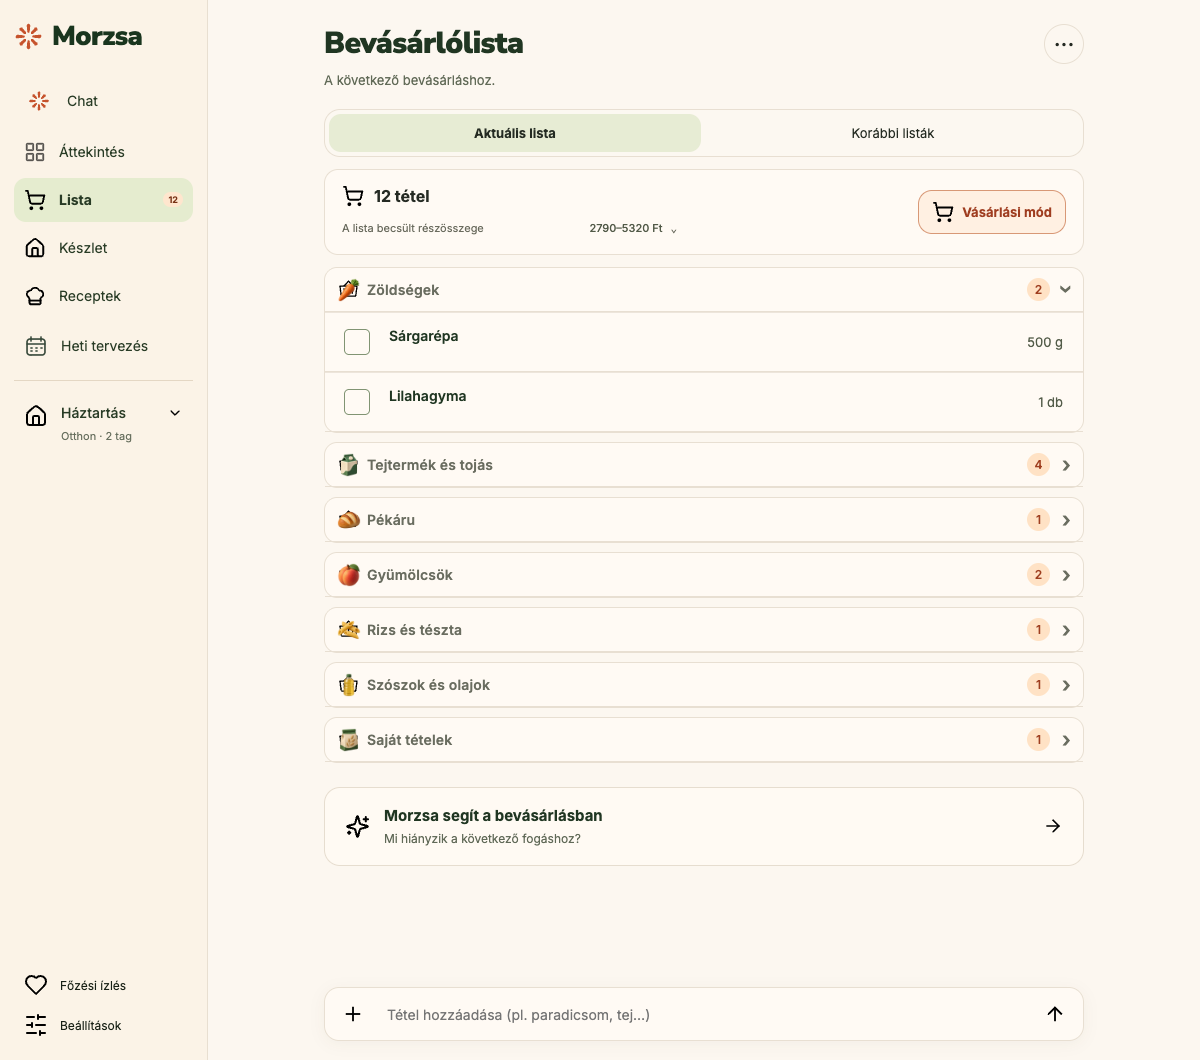 Morzsa
Chat
Áttekintés
Lista 12
Készlet
Receptek
Heti tervezés
Háztartás
Otthon · 2 tag
Főzési ízlés
Beállítások
Bevásárlólista
A következő bevásárláshoz.
Aktuális lista Korábbi listák
12 tétel
A lista becsült részösszege 2790–5320 Ft
Vásárlási mód
Zöldségek 2
Sárgarépa 500 g
Lilahagyma 1 db
Tejtermék és tojás 4
Pékáru 1
Gyümölcsök 2
Rizs és tészta 1
Szószok és olajok 1
Saját tételek 1
Morzsa segít a bevásárlásban
Mi hiányzik a következő fogáshoz?
Tétel hozzáadása (pl. paradicsom, tej...)